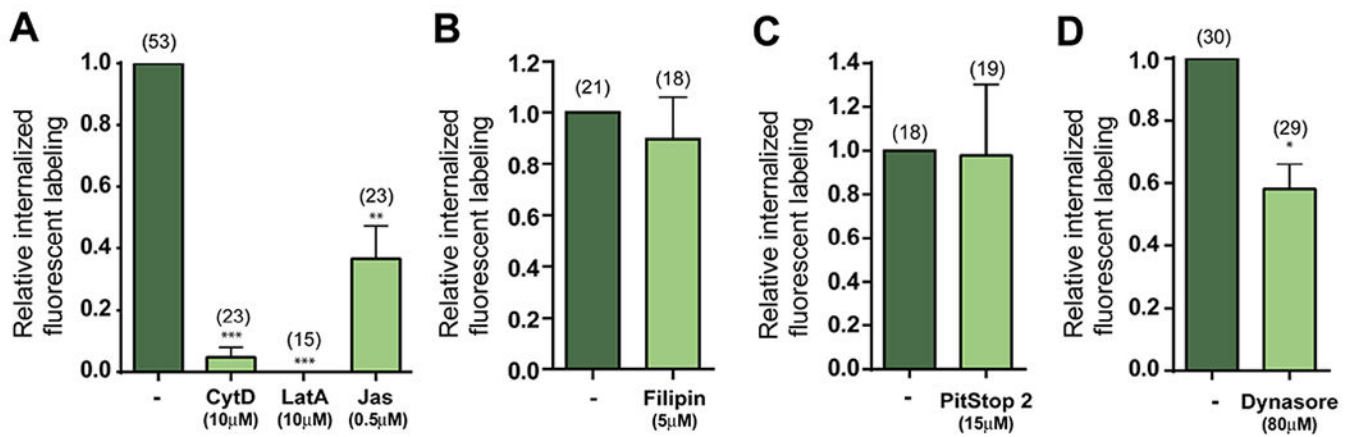 A
Relative internalized
fluorescent labeling
1.0
0.8
0.6
0.4
0.2
0.0
(53)
(23)
***
(15)
***
(23)
**
-
CytD
(10µM)
LatA
(10µM)
Jas
(0.5µM)
B
Relative internalized
fluorescent labeling
1.2
1.0
0.8
0.6
0.4
0.2
0.0
(21)
(18)
-
Filipin
(5µM)
C
Relative internalized
fluorescent labeling
1.4
1.2
1.0
0.8
0.6
0.4
0.2
0.0
(18)
(19)
-
PitStop 2
(15µM)
D
Relative internalized
fluorescent labeling
1.0
0.8
0.6
0.4
0.2
0.0
(30)
(29)
*
-
Dynasore
(80µM)